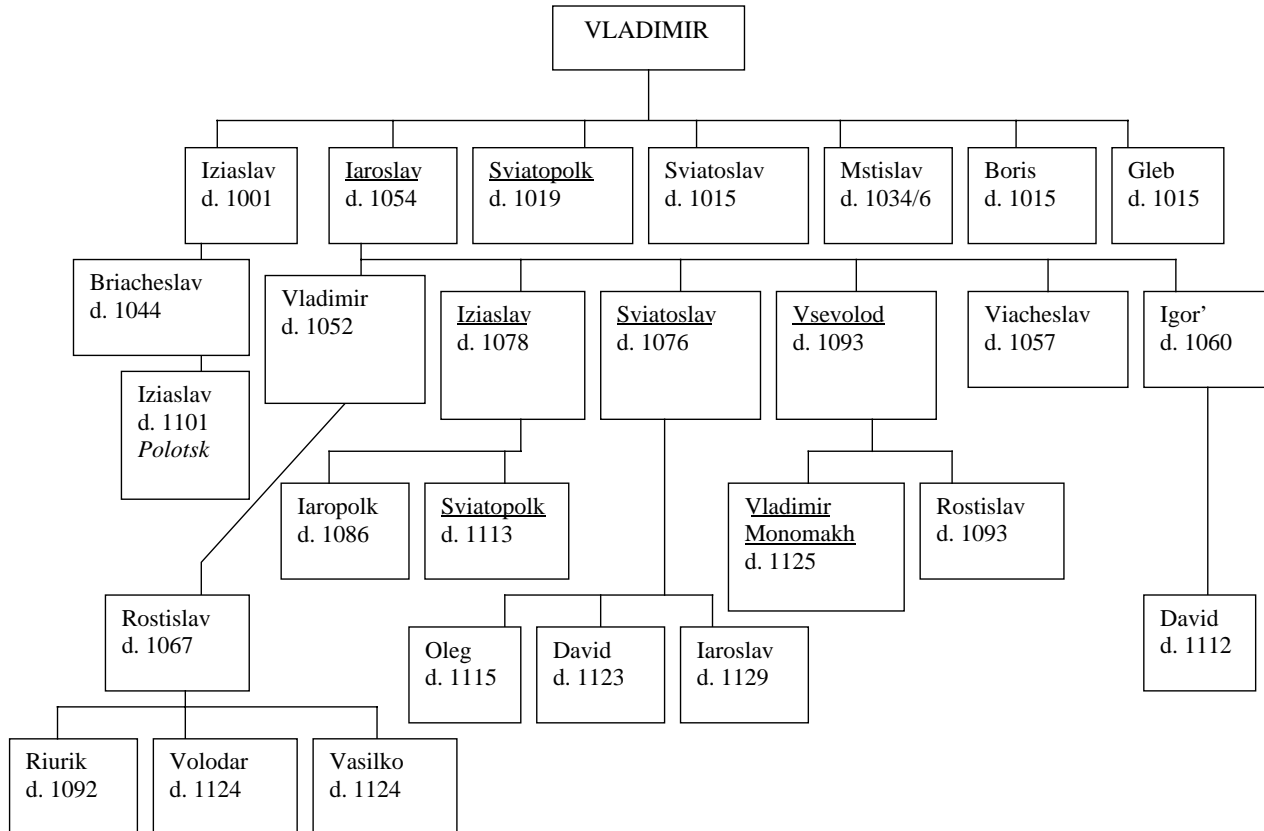 VLADIMIR
Iziaslav
d. 1001
Iaroslav
d. 1054
Sviatopolk
d. 1019
Sviatoslav
d. 1015
Mstislav
d. 1034/6
Boris
d. 1015
Gleb
d. 1015
Briacheslav
d. 1044
Vladimir
d. 1052
Iziaslav
d. 1078
Sviatoslav
d. 1076
Vsevolod
d. 1093
Viacheslav
d. 1057
Igor’
d. 1060
Iziaslav
d. 1101
Polotsk
Iaropolk
d. 1086
Sviatopolk
d. 1113
Vladimir
Monomakh
d. 1125
Rostislav
d. 1093
Rostislav
d. 1067
Oleg
d. 1115
David
d. 1123
Iaroslav
d. 1129
David
d. 1112
Riurik
d. 1092
Volodar
d. 1124
Vasilko
d. 1124